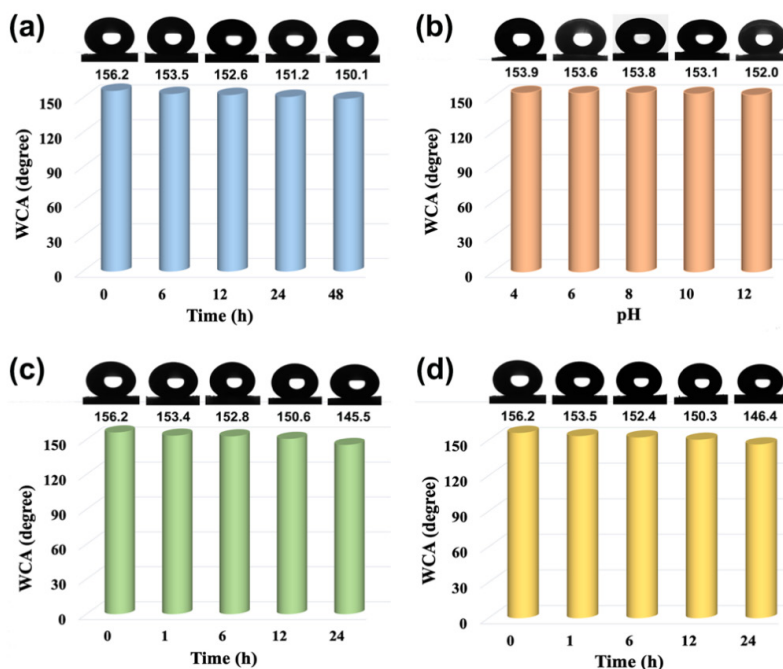 (a)
156.2 153.5 152.6 151.2 150.1
150
120
90
60
30
0
WCA (degree)
0 6 12 24 48
Time (h)
(b)
153.9 153.6 153.8 153.1 152.0
150
120
90
60
30
0
WCA (degree)
4 6 8 10 12
pH
(c)
156.2 153.4 152.8 150.6 145.5
150
120
90
60
30
0
WCA (degree)
0 1 6 12 24
Time (h)
(d)
156.2 153.5 152.4 150.3 146.4
150
120
90
60
30
0
WCA (degree)
0 1 6 12 24
Time (h)